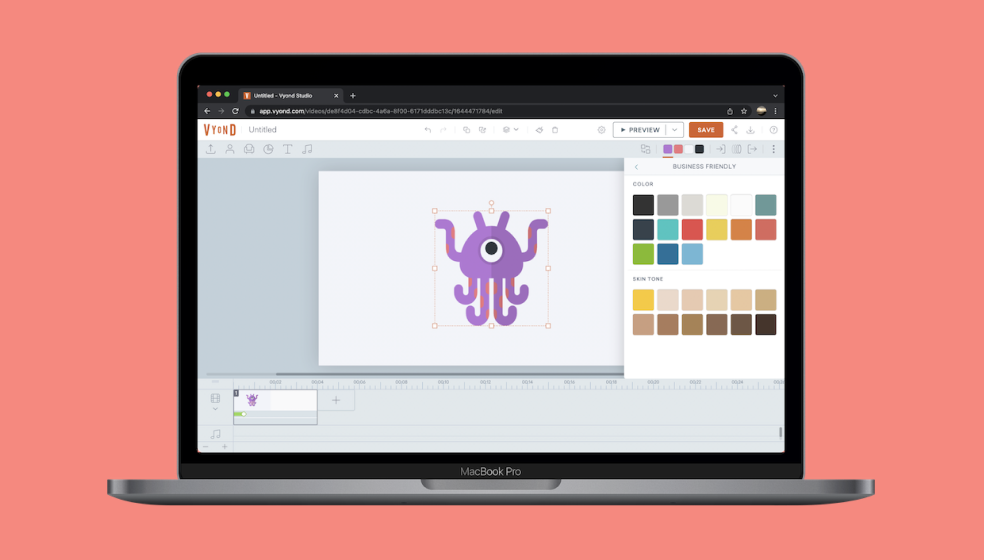 Untitled - Vyond Studio
app.vyond.com/videos/de8f4d04-cdbc-4a6a-8f00-6171dddbc13c/1644471784/edit
VYOND
Untitled
PREVIEW
SAVE
BUSINESS FRIENDLY
COLOR
SKIN TONE
1
MacBook Pro